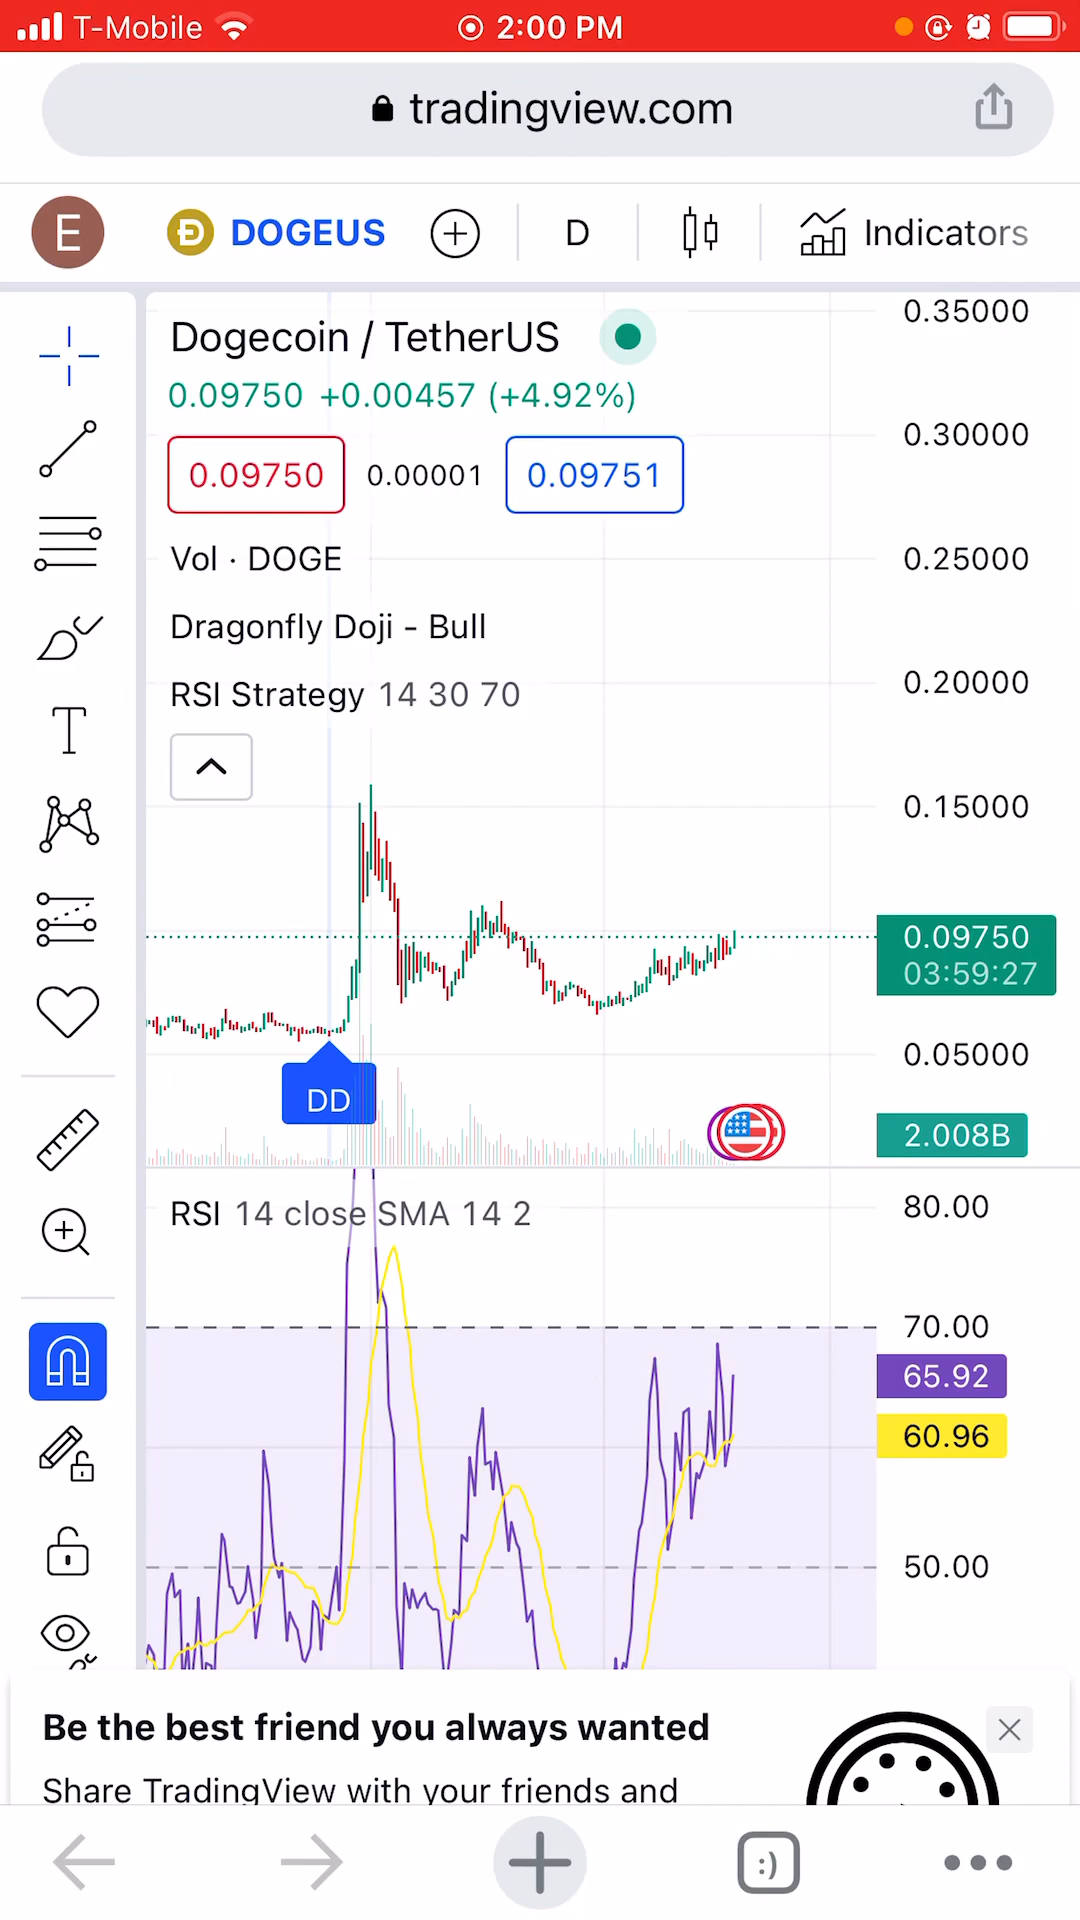 T-Mobile 2:00 PM
tradingview.com
E DOGEUS D Indicators
Dogecoin / TetherUS
0.09750 +0.00457 (+4.92%)
0.09750 0.00001 0.09751
Vol · DOGE
Dragonfly Doji - Bull
RSI Strategy 14 30 70
0.35000
0.30000
0.25000
0.20000
0.15000
0.09750
03:59:27
0.05000
DD
2.008B
RSI 14 close SMA 14 2
80.00
70.00
65.92
60.96
50.00
Be the best friend you always wanted
Share TradingView with your friends and
:)